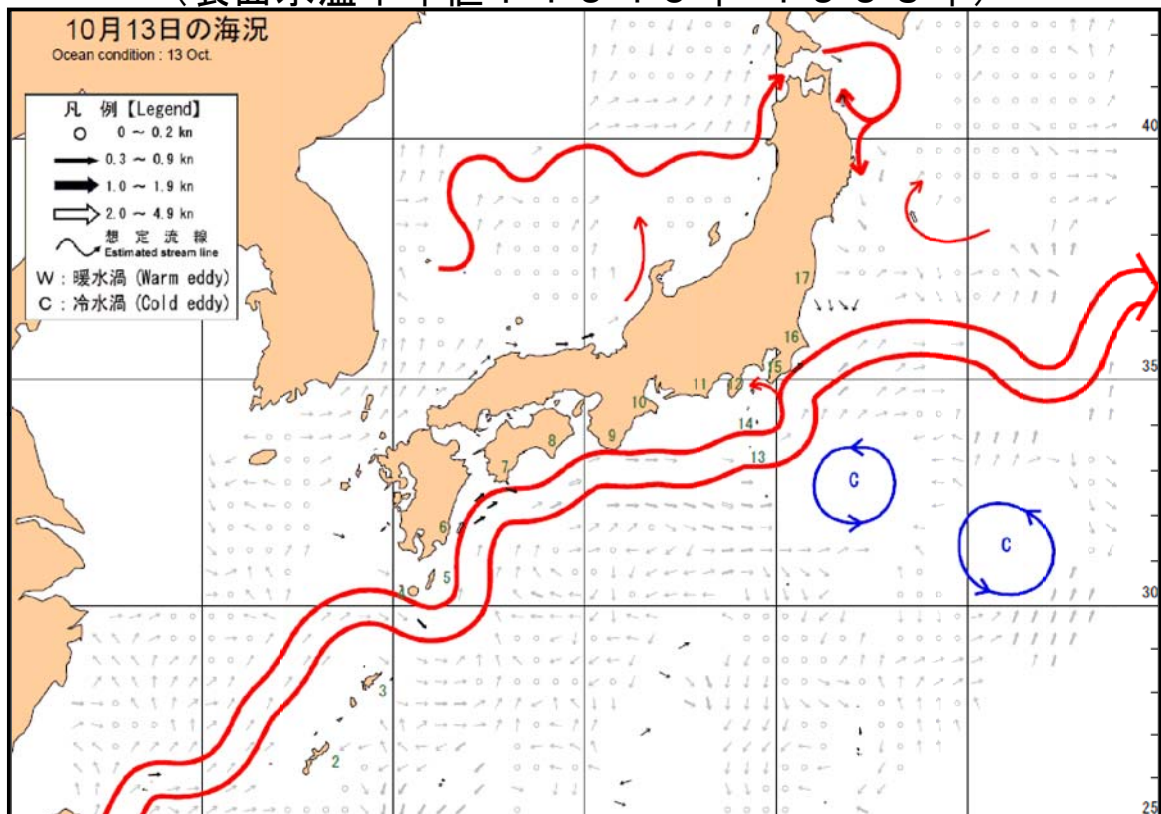 10月13日の海況
Ocean condition : 13 Oct.
凡 例【Legend】
0 ~ 0.2 kn
0.3 ~ 0.9 kn
1.0 ~ 1.9 kn
2.0 ~ 4.9 kn
想 定 流 線
Estimated stream line
W : 暖水渦 (Warm eddy)
C : 冷水渦 (Cold eddy)
40
17
16
35
15
12
11
10
14
9
8
13
7
C
6
C
5
4
30
3
2
25